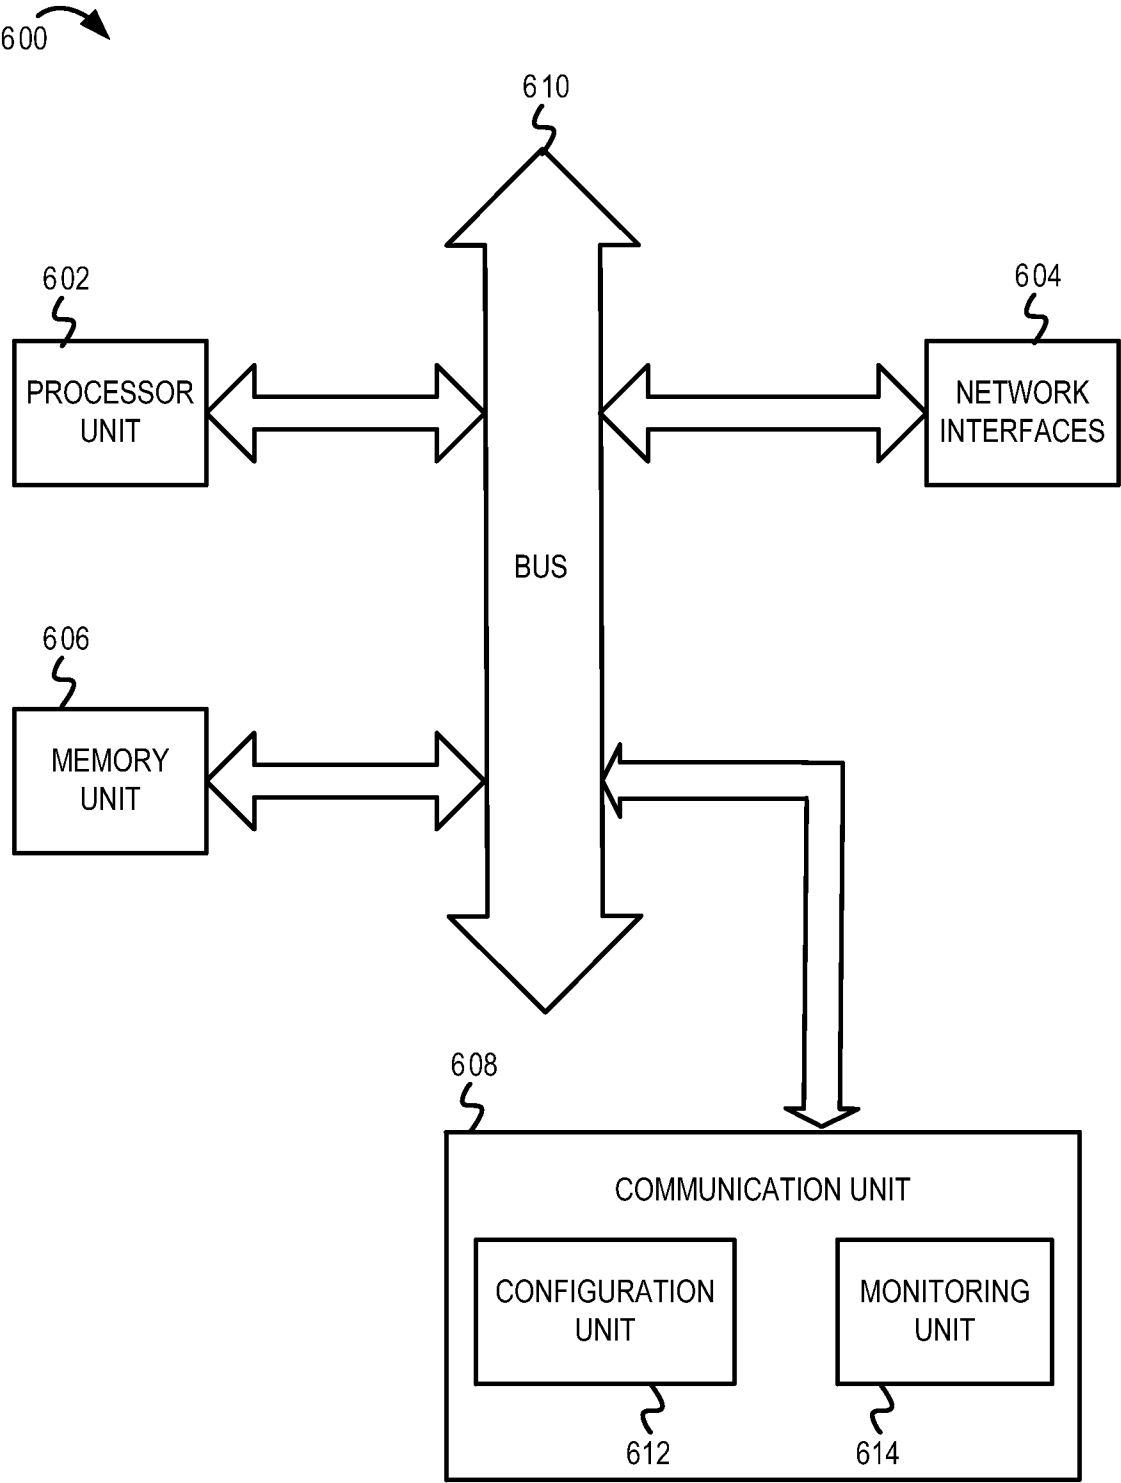 600
610
602
604
PROCESSOR
UNIT
NETWORK
INTERFACES
BUS
606
MEMORY
UNIT
608
COMMUNICATION UNIT
CONFIGURATION
UNIT
MONITORING
UNIT
612
614